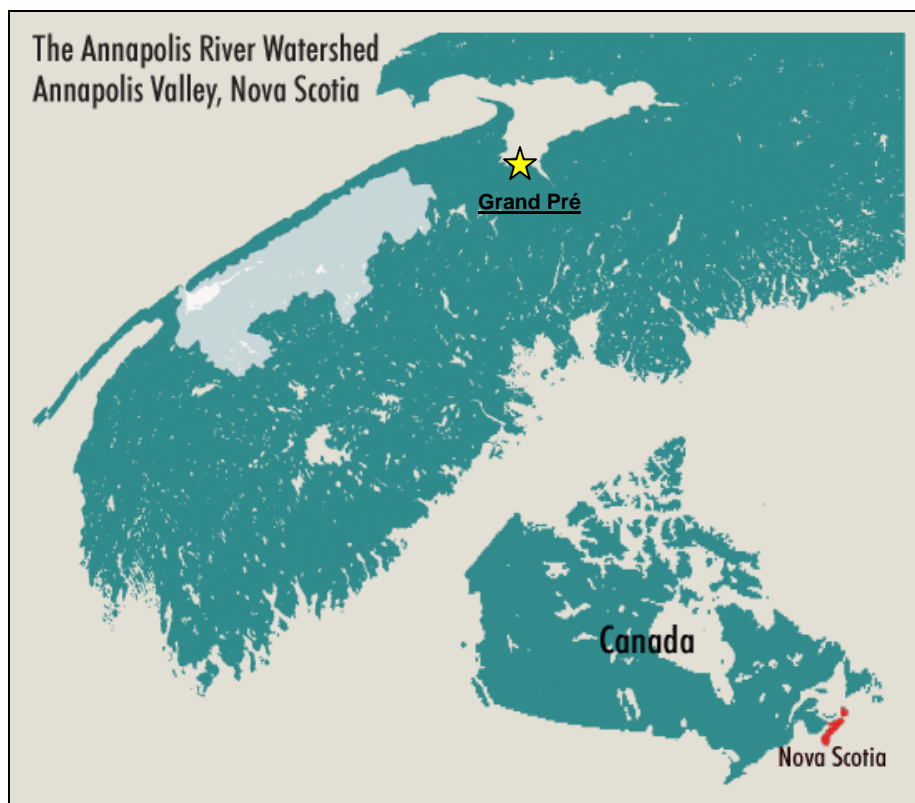 The Annapolis River Watershed
Annapolis Valley, Nova Scotia
Grand Pré
Canada
Nova Scotia